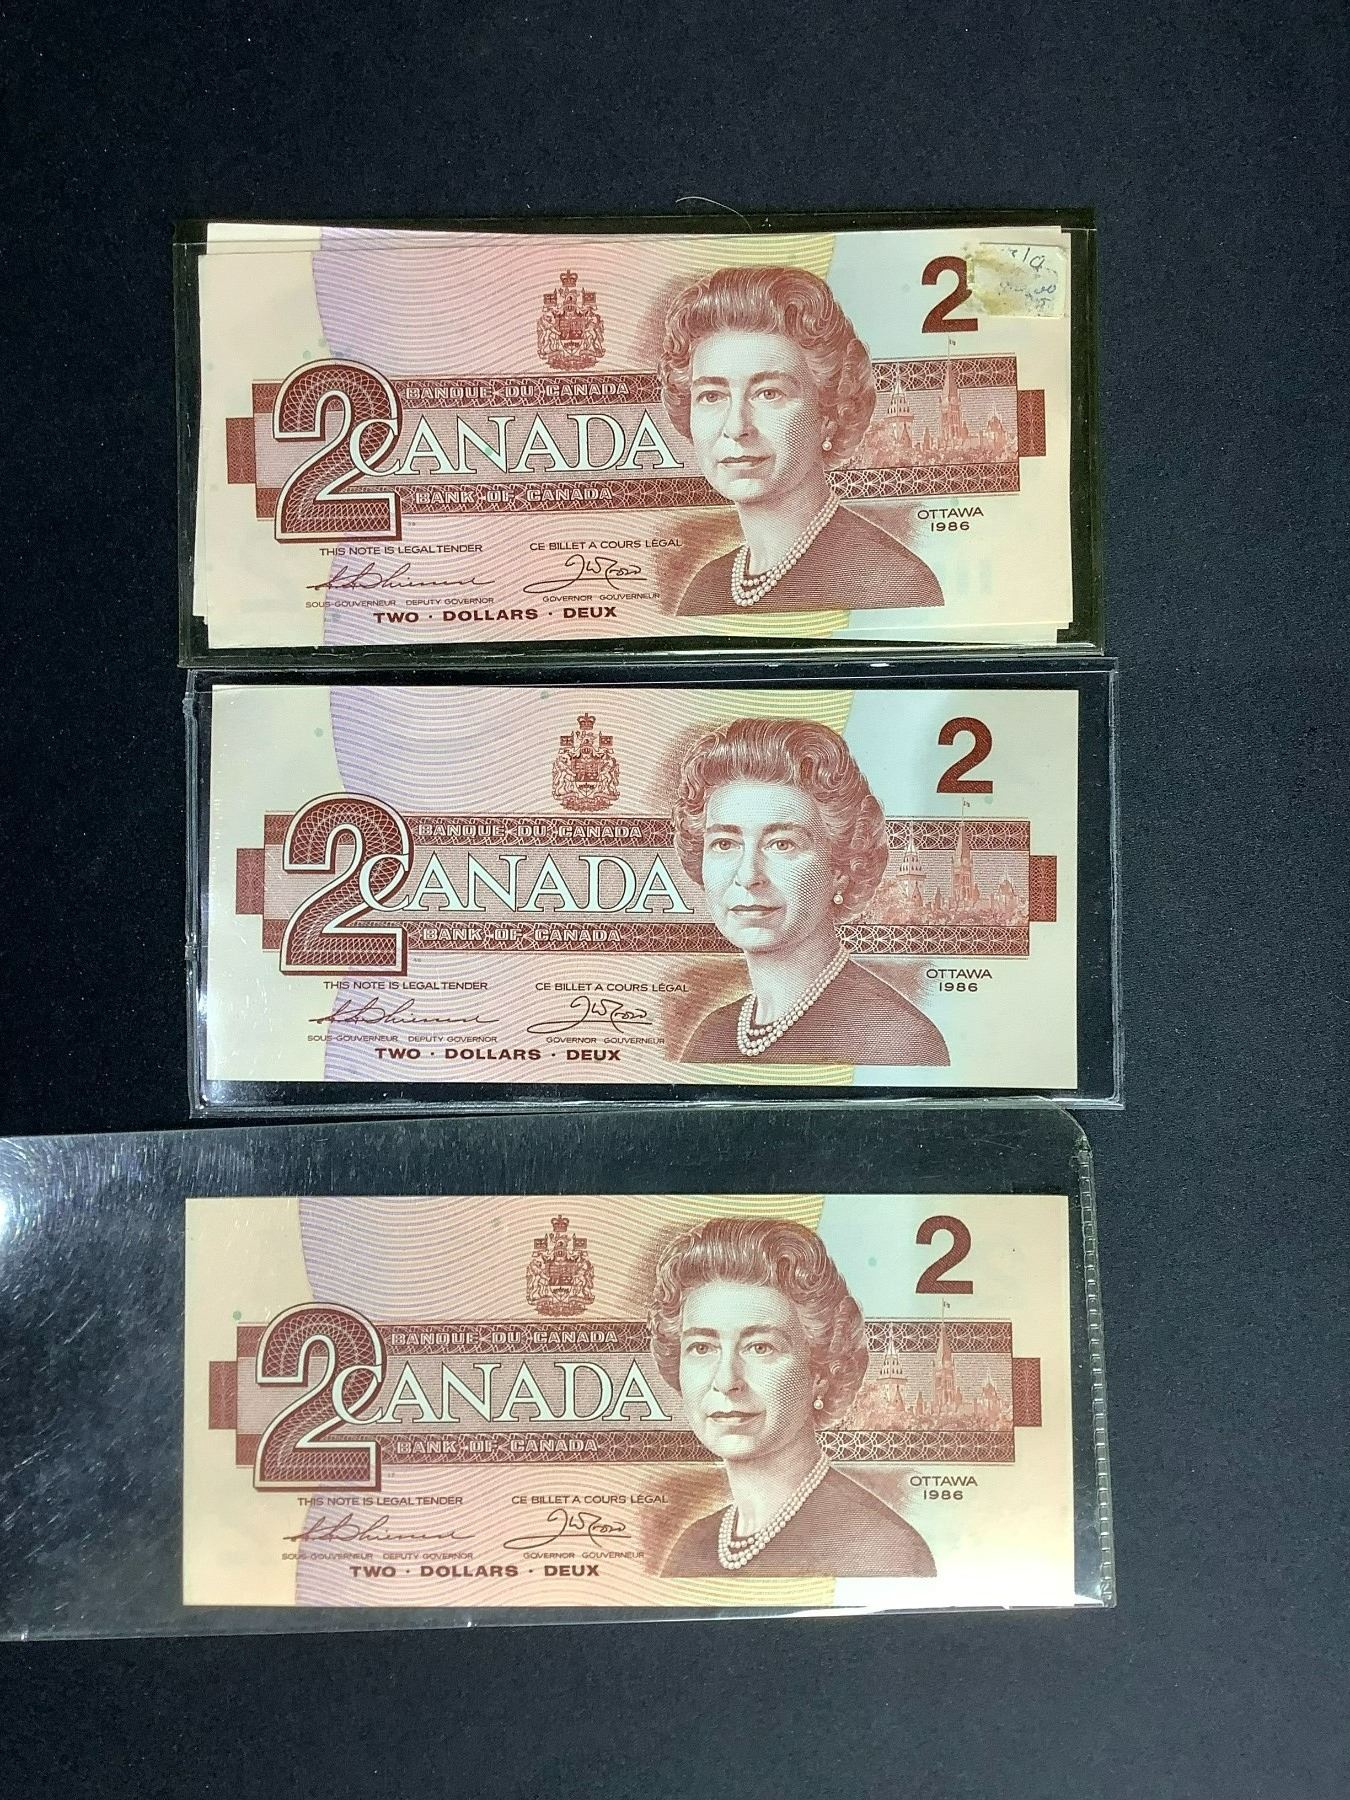 2
BANQUE DU CANADA
2 CANADA
BANK OF CANADA
OTTAWA
1986
THIS NOTE IS LEGAL TENDER CE BILLET A COURS LÉGAL
SOUS-GOUVERNEUR DEPUTY GOVERNOR GOVERNOR GOUVERNEUR
TWO · DOLLARS · DEUX
2
BANQUE DU CANADA
2 CANADA
BANK OF CANADA
OTTAWA
1986
THIS NOTE IS LEGAL TENDER CE BILLET A COURS LÉGAL
SOUS-GOUVERNEUR DEPUTY GOVERNOR GOVERNOR GOUVERNEUR
TWO · DOLLARS · DEUX
2
BANQUE DU CANADA
2 CANADA
BANK OF CANADA
OTTAWA
1986
THIS NOTE IS LEGAL TENDER CE BILLET A COURS LÉGAL
SOUS-GOUVERNEUR DEPUTY GOVERNOR GOVERNOR GOUVERNEUR
TWO · DOLLARS · DEUX